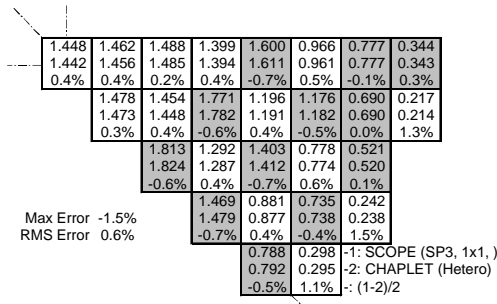 1.448 1.462 1.488 1.399 1.600 0.966 0.777 0.344
1.442 1.456 1.485 1.394 1.611 0.961 0.777 0.343
0.4% 0.4% 0.2% 0.4% -0.7% 0.5% -0.1% 0.3%
1.478 1.454 1.771 1.196 1.176 0.690 0.217
1.473 1.448 1.782 1.191 1.182 0.690 0.214
0.3% 0.4% -0.6% 0.4% -0.5% 0.0% 1.3%
1.813 1.292 1.403 0.778 0.521
1.824 1.287 1.412 0.774 0.520
-0.6% 0.4% -0.7% 0.6% 0.1%
1.469 0.881 0.735 0.242
Max Error -1.5% 1.479 0.877 0.738 0.238
RMS Error 0.6% -0.7% 0.4% -0.4% 1.5%
0.788 0.298 -1: SCOPE (SP3, 1x1, )
0.792 0.295 -2: CHAPLET (Hetero)
-0.5% 1.1% -: (1-2)/2